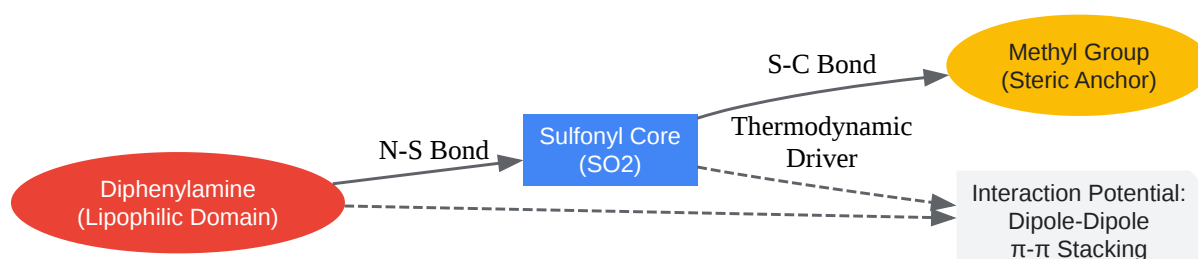 Methyl Group
(Steric Anchor)
S-C Bond
Thermodynamic
Driver
Sulfonyl Core
(SO2)
N-S Bond
Diphenylamine
(Lipophilic Domain)
Interaction Potential:
Dipole-Dipole
π-π Stacking